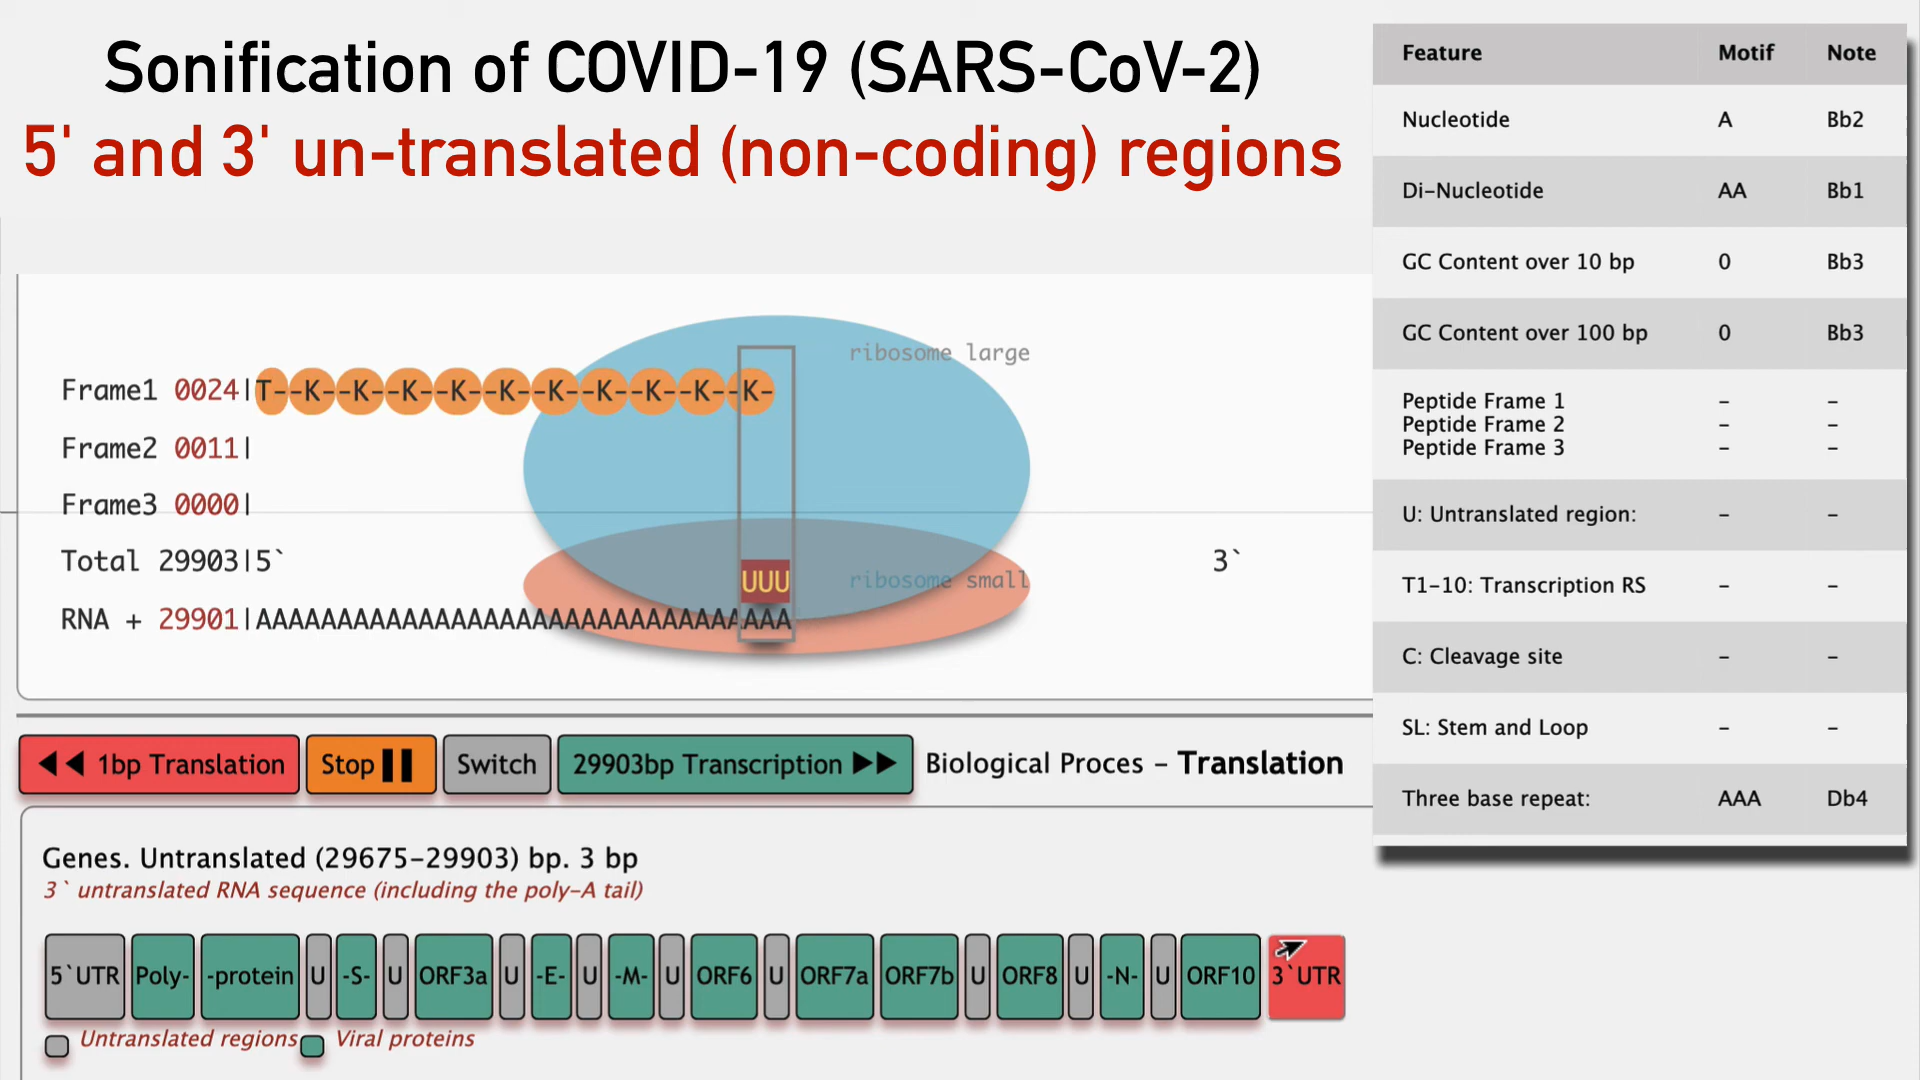 Sonification of COVID-19 (SARS-CoV-2)
5' and 3' un-translated (non-coding) regions
ribosome large
Frame1 0024|T--K--K--K--K--K--K--K--K--K--K-
Frame2 0011|
Frame3 0000|
Total 29903|5` 3`
UUU ribosome small
RNA + 29901|AAAAAAAAAAAAAAAAAAAAAAAAAAAAAAAAA
1bp Translation Stop Switch 29903bp Transcription Biological Proces – Translation
Genes. Untranslated (29675–29903) bp. 3 bp
3` untranslated RNA sequence (including the poly–A tail)
5`UTR Poly- -protein U -S- U ORF3a U -E- U -M- U ORF6 U ORF7a ORF7b U ORF8 U -N- U ORF10 3`UTR
Untranslated regions Viral proteins
Feature Motif Note
Nucleotide A Bb2
Di-Nucleotide AA Bb1
GC Content over 10 bp 0 Bb3
GC Content over 100 bp 0 Bb3
Peptide Frame 1 – –
Peptide Frame 2 – –
Peptide Frame 3 – –
U: Untranslated region: – –
T1–10: Transcription RS – –
C: Cleavage site – –
SL: Stem and Loop – –
Three base repeat: AAA Db4